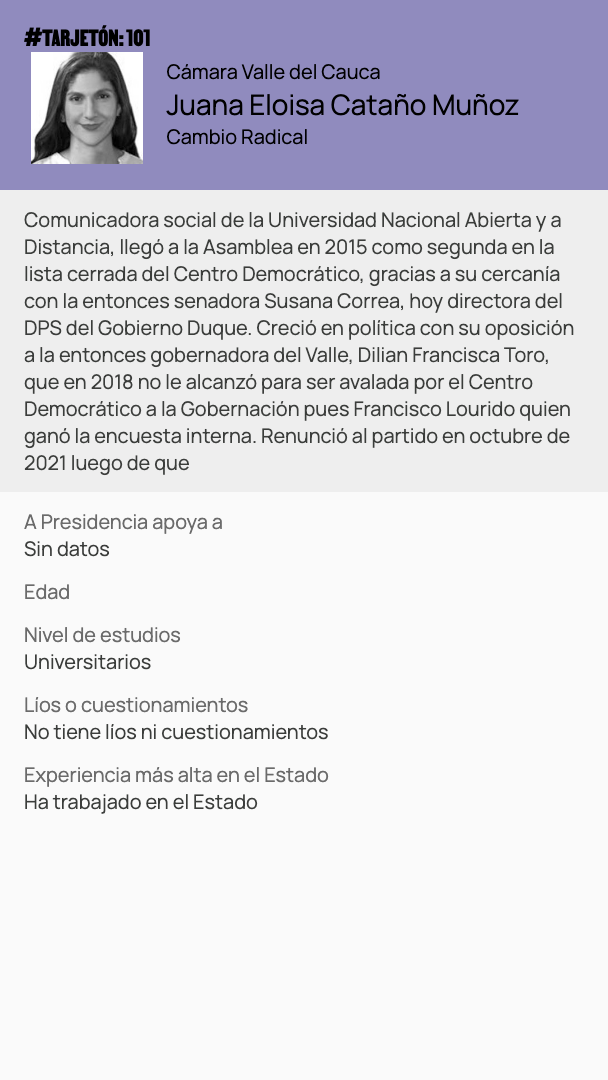 #TARJETÓN: 101
Cámara Valle del Cauca
Juana Eloisa Cataño Muñoz
Cambio Radical
Comunicadora social de la Universidad Nacional Abierta y a
Distancia, llegó a la Asamblea en 2015 como segunda en la
lista cerrada del Centro Democrático, gracias a su cercanía
con la entonces senadora Susana Correa, hoy directora del
DPS del Gobierno Duque. Creció en política con su oposición
a la entonces gobernadora del Valle, Dilian Francisca Toro,
que en 2018 no le alcanzó para ser avalada por el Centro
Democrático a la Gobernación pues Francisco Lourido quien
ganó la encuesta interna. Renunció al partido en octubre de
2021 luego de que
A Presidencia apoya a
Sin datos
Edad
Nivel de estudios
Universitarios
Líos o cuestionamientos
No tiene líos ni cuestionamientos
Experiencia más alta en el Estado
Ha trabajado en el Estado